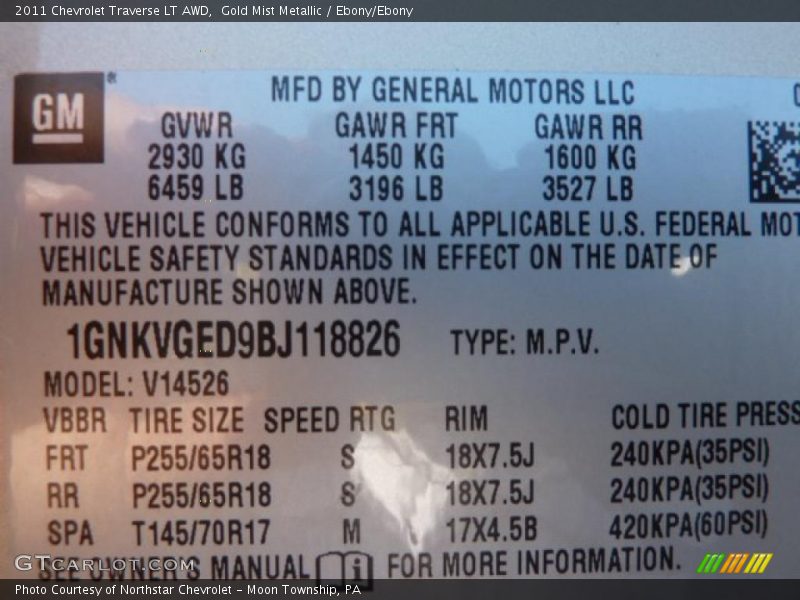 2011 Chevrolet Traverse LT AWD,  Gold Mist Metallic / Ebony/Ebony
GM®
MFD BY GENERAL MOTORS LLC
GVWR GAWR FRT GAWR RR
2930 KG 1450 KG 1600 KG
6459 LB 3196 LB 3527 LB
THIS VEHICLE CONFORMS TO ALL APPLICABLE U.S. FEDERAL MOT
VEHICLE SAFETY STANDARDS IN EFFECT ON THE DATE OF
MANUFACTURE SHOWN ABOVE.
1GNKVGED9BJ118826 TYPE: M.P.V.
MODEL: V14526
VBBR TIRE SIZE SPEED RTG RIM COLD TIRE PRESS
FRT P255/65R18 S 18X7.5J 240KPA(35PSI)
RR P255/65R18 S 18X7.5J 240KPA(35PSI)
SPA T145/70R17 M 17X4.5B 420KPA(60PSI)
SEE OWNER'S MANUAL i FOR MORE INFORMATION.
GTCARLOT.COM
Photo Courtesy of Northstar Chevrolet – Moon Township, PA